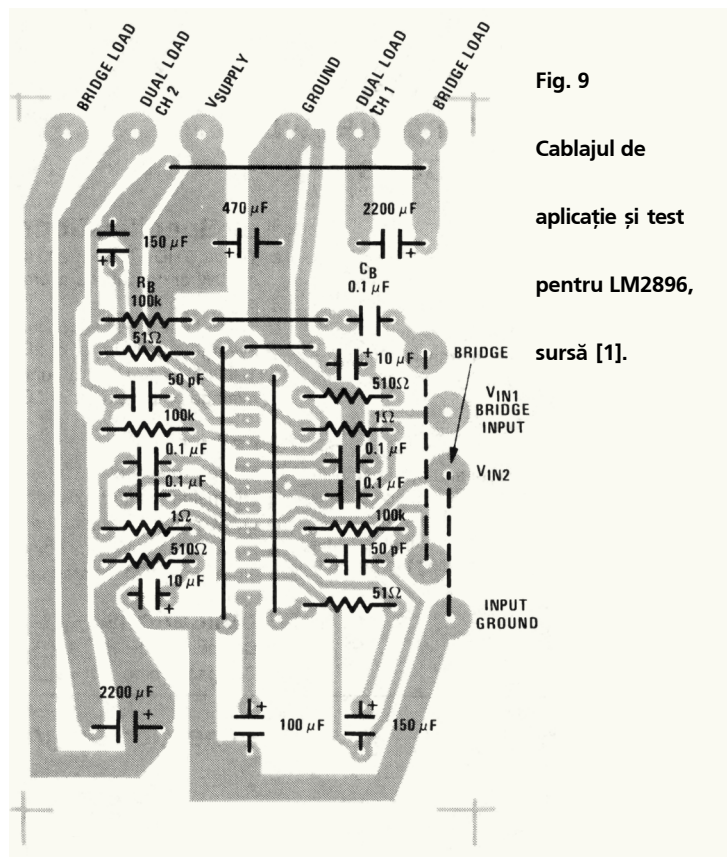 BRIDGE LOAD
DUAL LOAD
CH 2
VSUPPLY
GROUND
DUAL LOAD
CH 1
BRIDGE LOAD
Fig. 9
Cablajul de
aplicație și test
pentru LM2896,
sursă [1].
470 µF
2200 µF
150 µF
+
+
+
RB
100k
CB
0.1 µF
51Ω
+
10 µF
BRIDGE
50 pF
510Ω
VIN1
BRIDGE
INPUT
100k
1Ω
0.1 µF
0.1 µF
VIN2
0.1 µF
0.1 µF
1Ω
100k
510Ω
50 pF
10 µF
+
51Ω
INPUT
GROUND
2200 µF
+
+
100 µF
+
150 µF